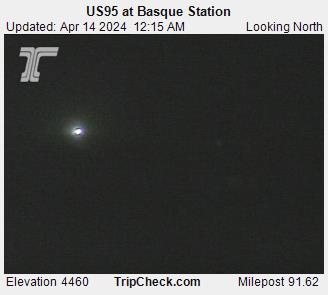 US95 at Basque Station
Updated: Apr 14 2024 12:15 AM Looking North
Elevation 4460 TripCheck.com Milepost 91.62